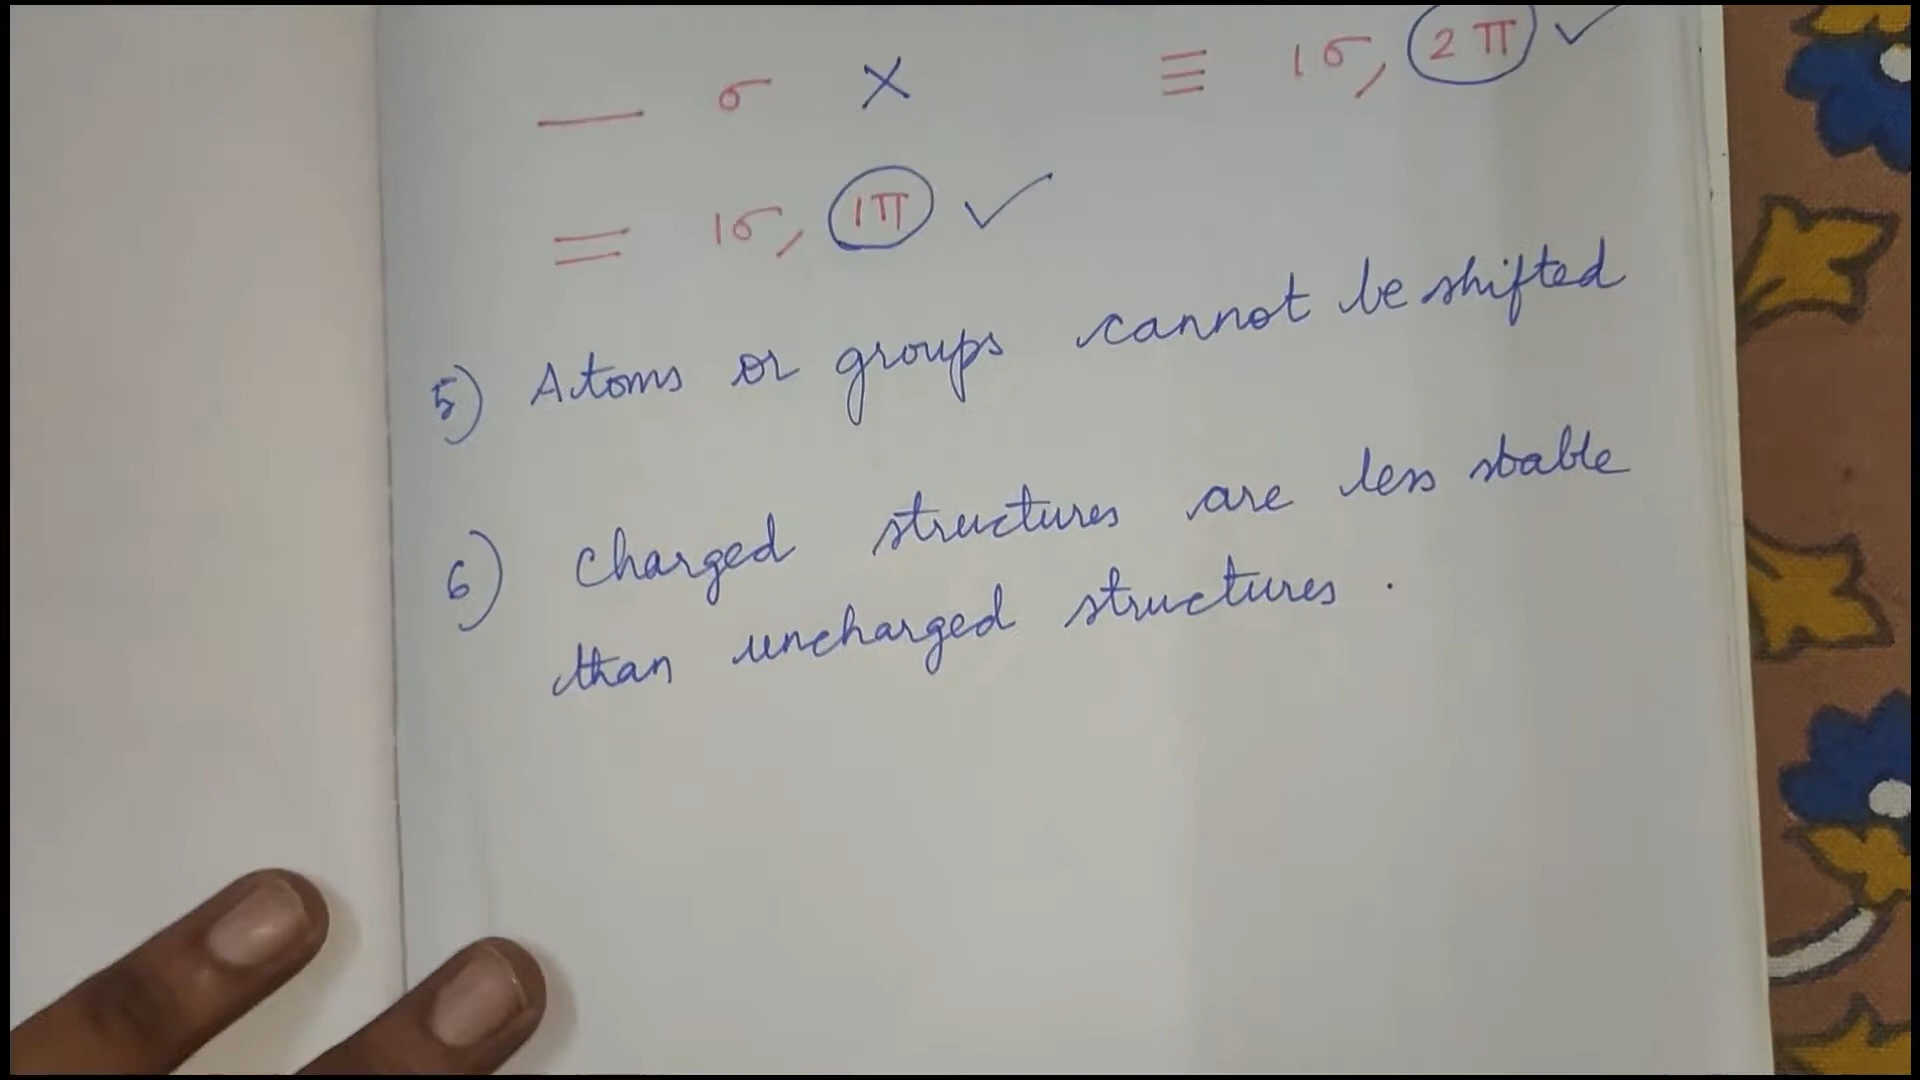 — σ × ≡ 1σ, 2π ✓
= 1σ, 1π ✓
5) Atoms or groups cannot be shifted
6) Charged structures are less stable
than uncharged structures.